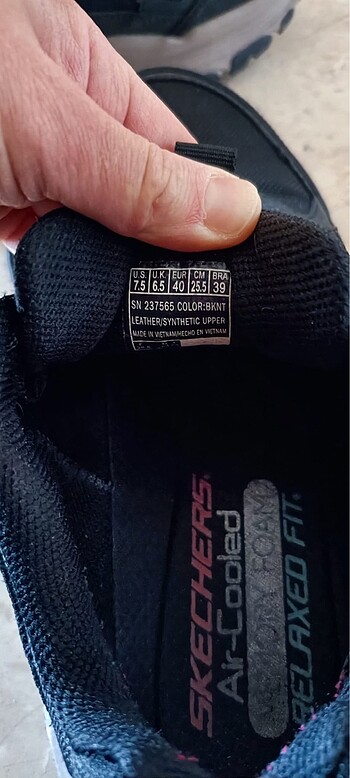 U.S. U.K. EUR CM BRA
7.5 6.5 40 25.5 39
SN 237565 COLOR:BKNT
LEATHER/SYNTHETIC UPPER
MADE IN VIETNAM/HECHO EN VIETNAM
SKECHERS
Air-Cooled
MEMORY FOAM
RELAXED FIT